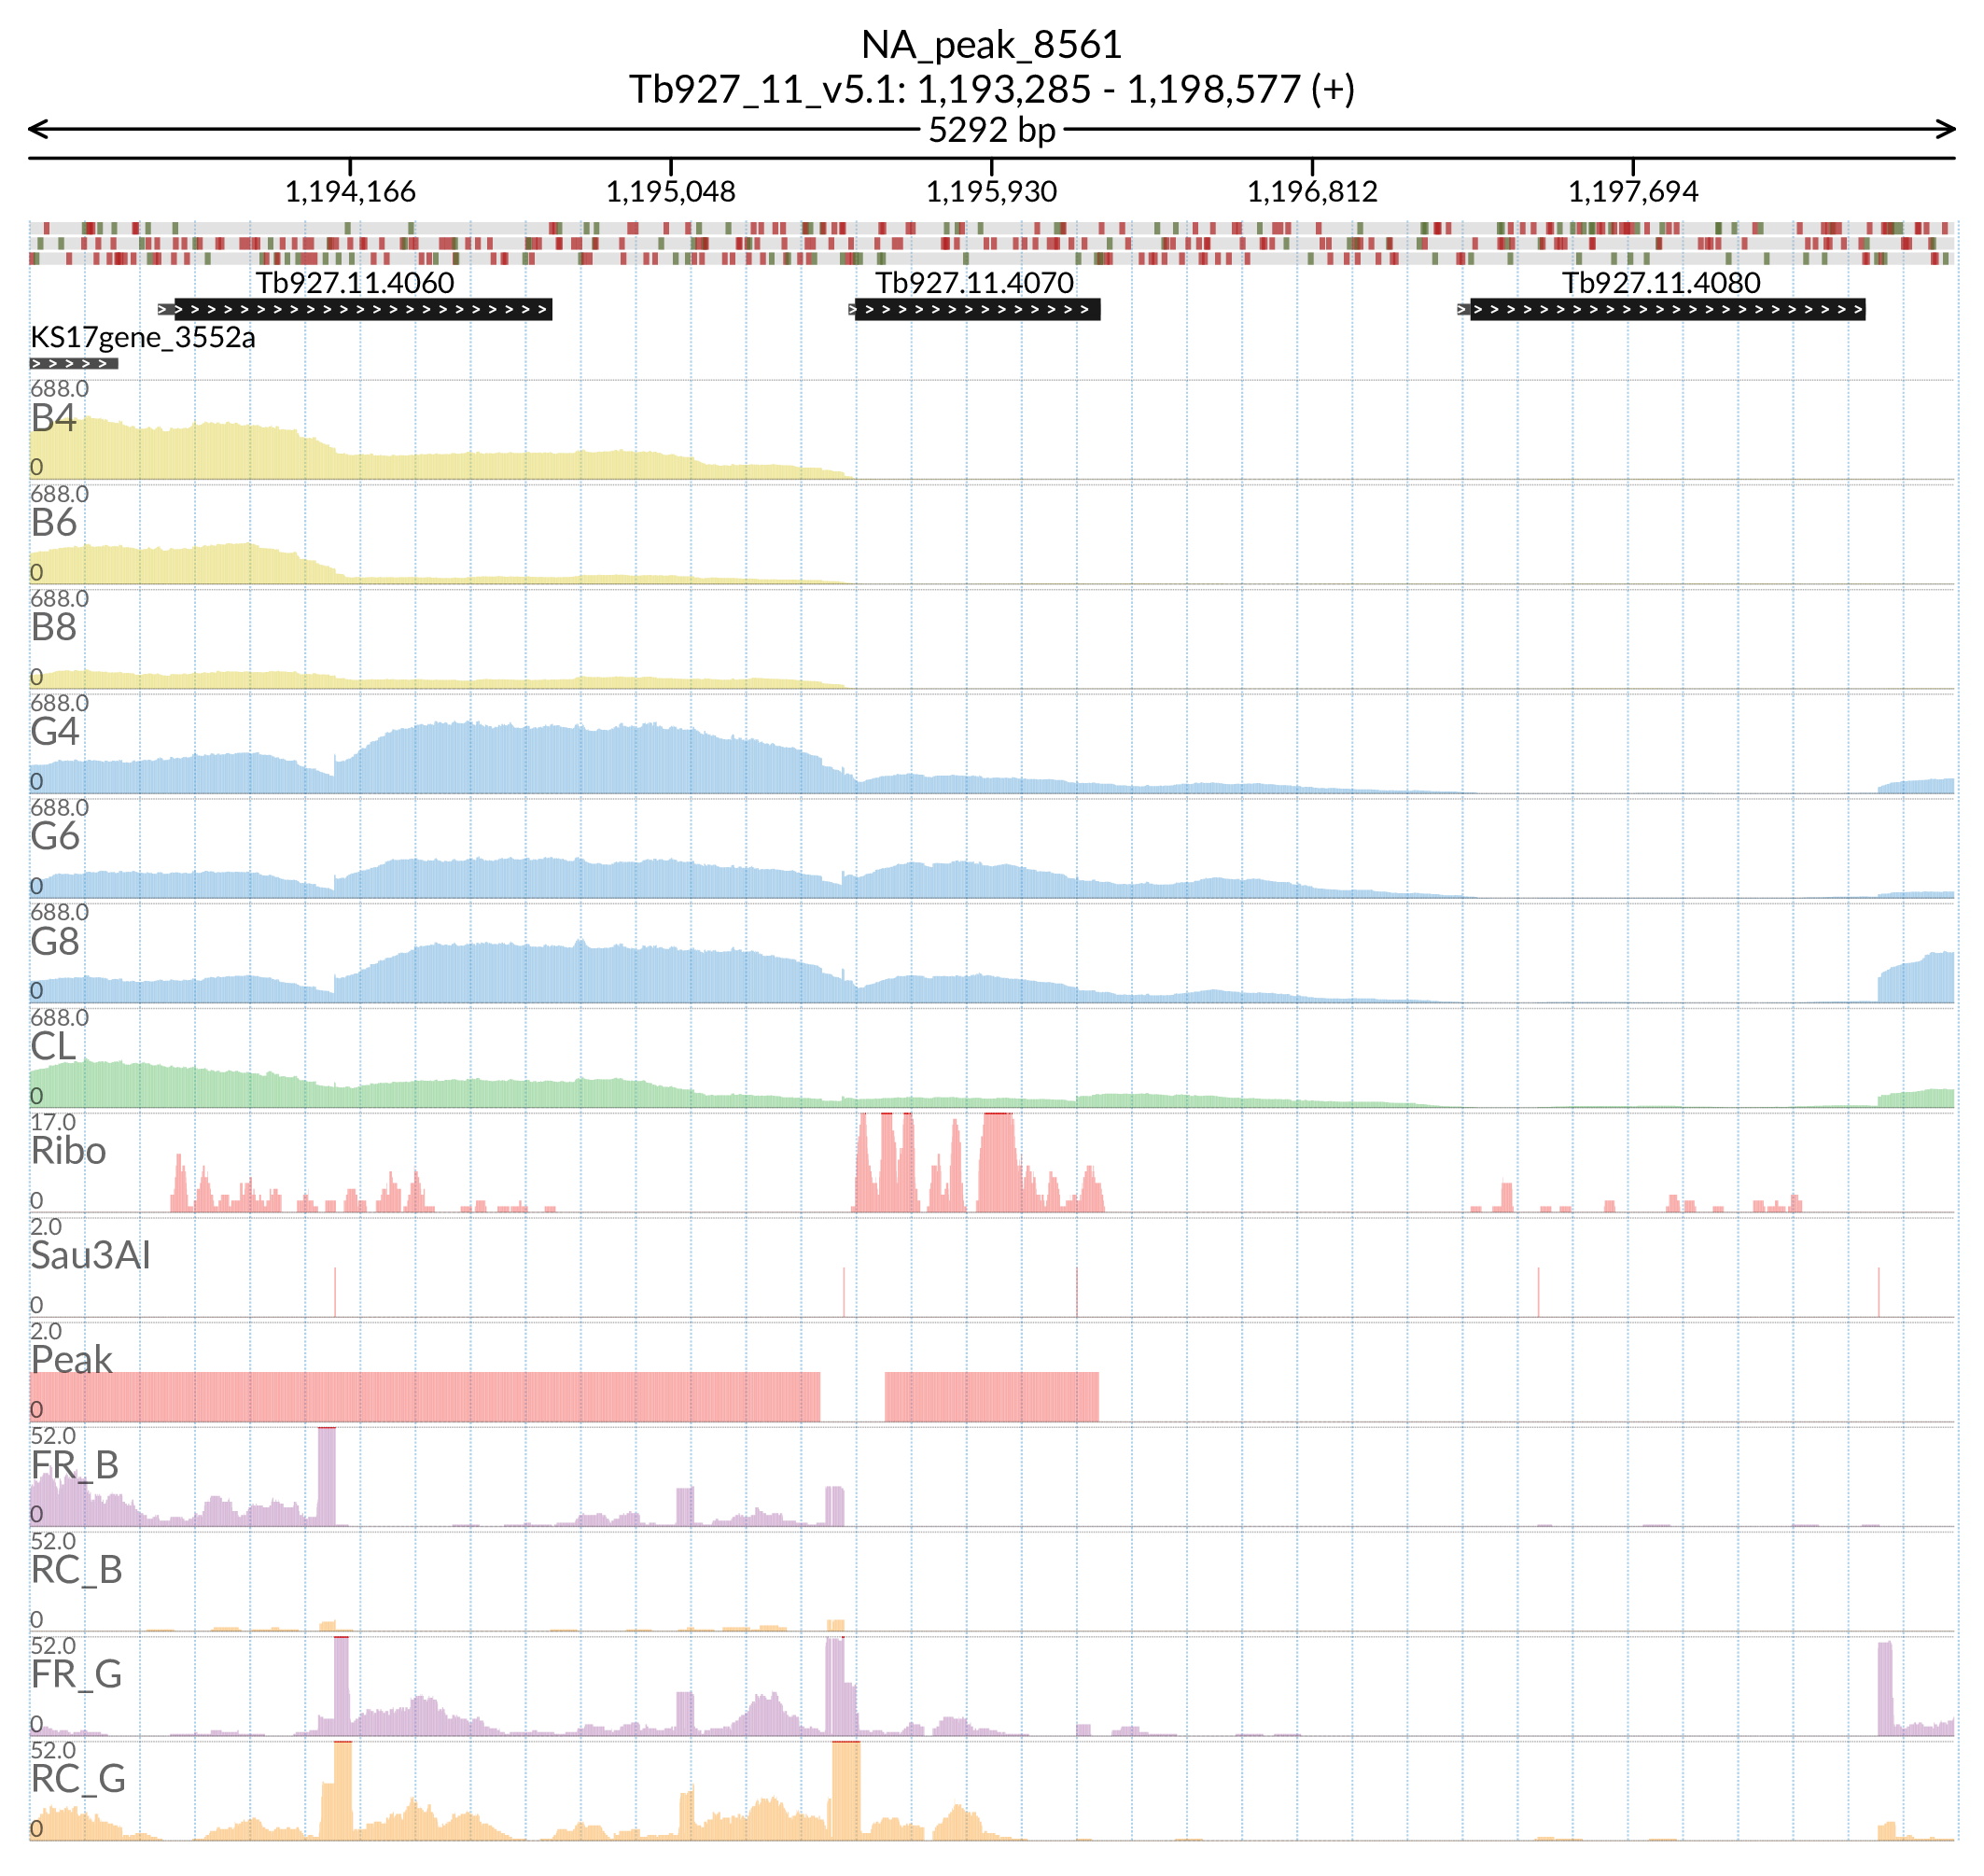 NA_peak_8561
Tb927_11_v5.1: 1,193,285 - 1,198,577 (+)
5292 bp
1,194,166 1,195,048 1,195,930 1,196,812 1,197,694
Tb927.11.4060 Tb927.11.4070 Tb927.11.4080
KS17gene_3552a
688.0
B4
0
688.0
B6
0
688.0
B8
0
688.0
G4
0
688.0
G6
0
688.0
G8
0
688.0
CL
0
17.0
Ribo
0
2.0
Sau3AI
0
2.0
Peak
0
52.0
FR_B
0
52.0
RC_B
0
52.0
FR_G
0
52.0
RC_G
0